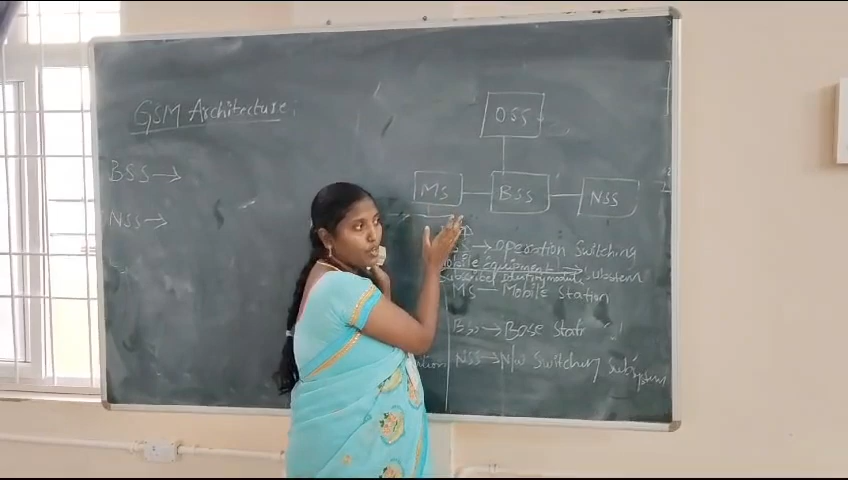 GSM Architecture
BSS →
NSS →
OSS
MS
BSS
NSS
→ Operation Switching
Mobile Equipment → Subsystem
Subscriber identity module
MS — Mobile Station
BSS → Base Stati
NSS → N/W Switching Subsystem